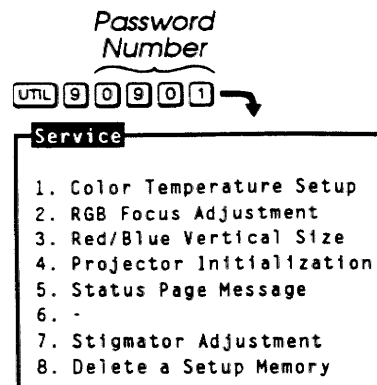 Password
Number
UTIL 9 0 9 0 1
Service
1. Color Temperature Setup
2. RGB Focus Adjustment
3. Red/Blue Vertical Size
4. Projector Initialization
5. Status Page Message
6. -
7. Stigmator Adjustment
8. Delete a Setup Memory